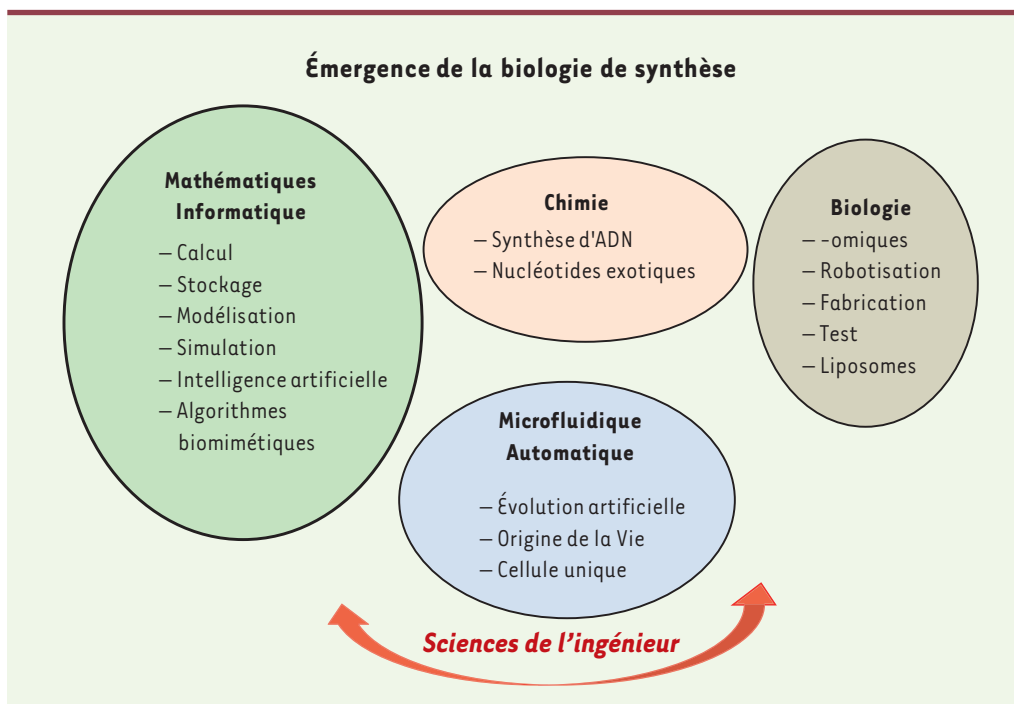 Émergence de la biologie de synthèse
Mathématiques
Informatique
– Calcul
– Stockage
– Modélisation
– Simulation
– Intelligence artificielle
– Algorithmes
biomimétiques
Chimie
– Synthèse d'ADN
– Nucléotides exotiques
Biologie
– -omiques
– Robotisation
– Fabrication
– Test
– Liposomes
Microfluidique
Automatique
– Évolution artificielle
– Origine de la Vie
– Cellule unique
Sciences de l’ingénieur